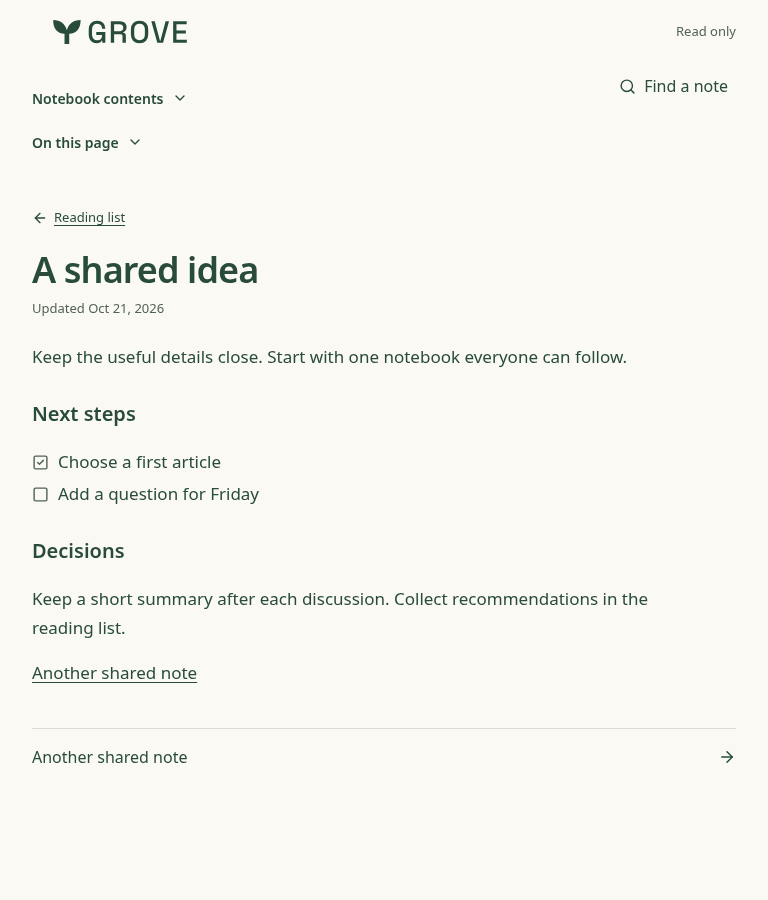 GROVE
Read only
Notebook contents
Find a note
On this page
Reading list
A shared idea
Updated Oct 21, 2026
Keep the useful details close. Start with one notebook everyone can follow.
Next steps
Choose a first article
Add a question for Friday
Decisions
Keep a short summary after each discussion. Collect recommendations in the
reading list.
Another shared note
Another shared note